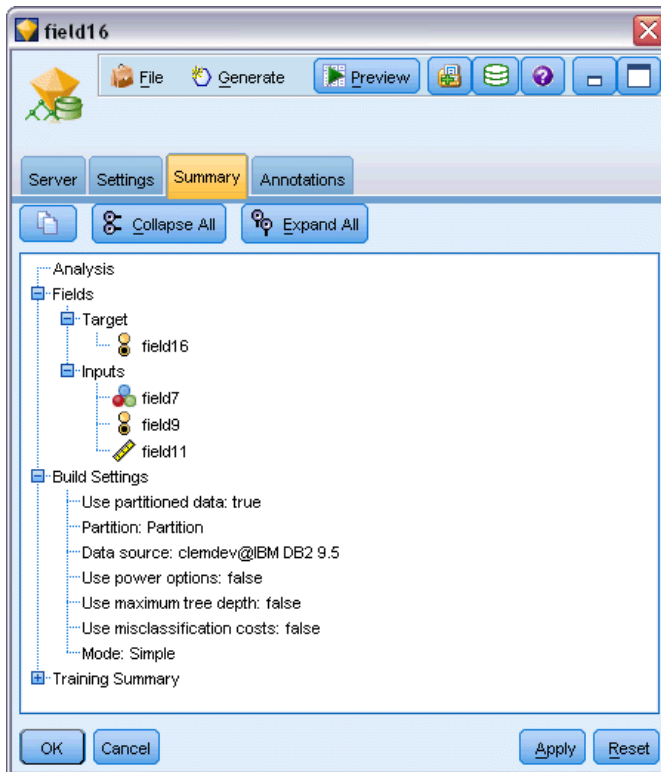 field16
File Generate Preview
Server Settings Summary Annotations
Collapse All Expand All
Analysis
Fields
Target
field16
Inputs
field7
field9
field11
Build Settings
Use partitioned data: true
Partition: Partition
Data source: clemdev@IBM DB2 9.5
Use power options: false
Use maximum tree depth: false
Use misclassification costs: false
Mode: Simple
Training Summary
OK Cancel Apply Reset